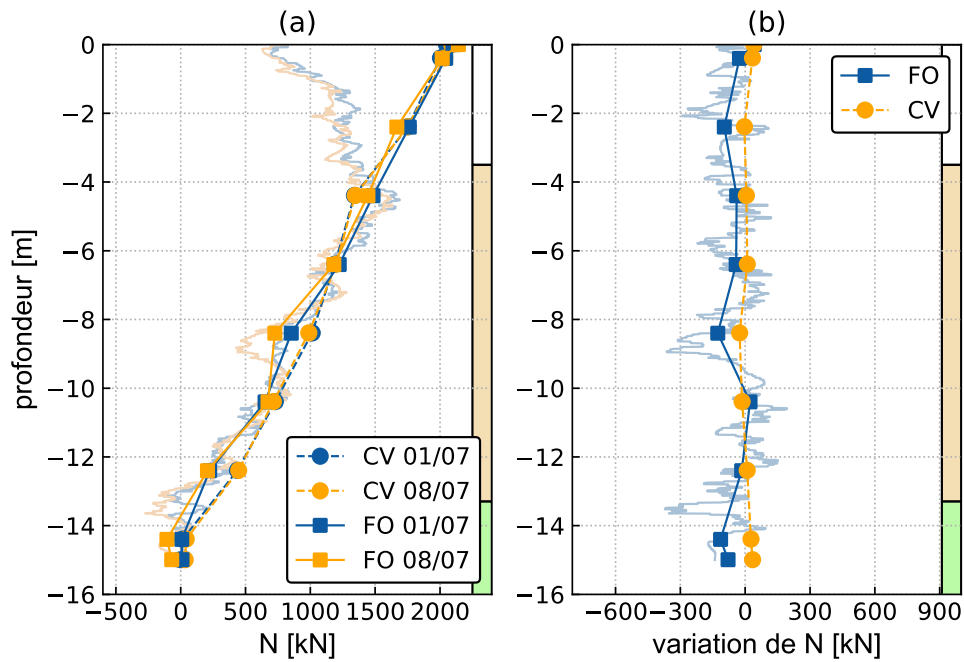 (a)
(b)
0
−2
−4
−6
−8
−10
−12
−14
−16
profondeur [m]
−500
0
500
1000
1500
2000
N [kN]
CV 01/07
CV 08/07
FO 01/07
FO 08/07
0
−2
−4
−6
−8
−10
−12
−14
−16
−600
−300
0
300
600
900
variation de N [kN]
FO
CV